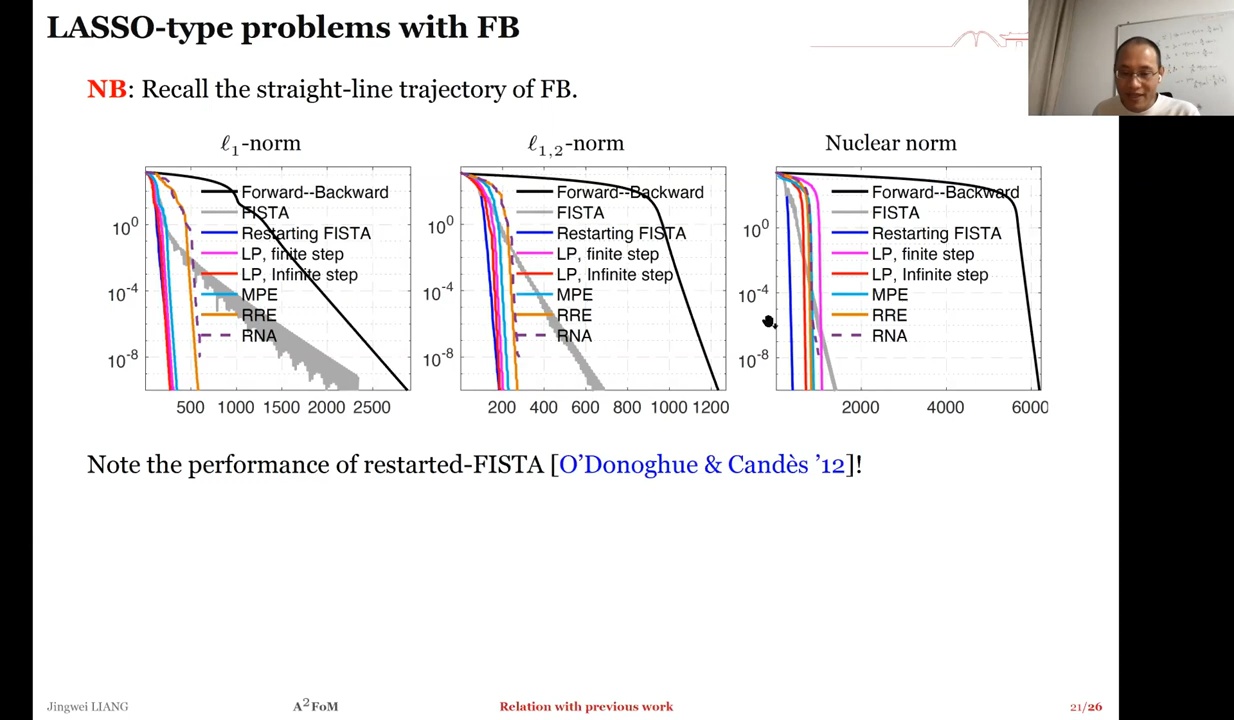 LASSO-type problems with FB
NB: Recall the straight-line trajectory of FB.
ℓ₁-norm
Forward--Backward
FISTA
Restarting FISTA
LP, finite step
LP, Infinite step
MPE
RRE
RNA
10⁰
10⁻⁴
10⁻⁸
500 1000 1500 2000 2500
ℓ₁,₂-norm
Forward--Backward
FISTA
Restarting FISTA
LP, finite step
LP, Infinite step
MPE
RRE
RNA
10⁰
10⁻⁴
10⁻⁸
200 400 600 800 1000 1200
Nuclear norm
Forward--Backward
FISTA
Restarting FISTA
LP, finite step
LP, Infinite step
MPE
RRE
RNA
10⁰
10⁻⁴
10⁻⁸
2000 4000 6000
Note the performance of restarted-FISTA [O’Donoghue & Candès ’12]!
Jingwei LIANG A²FoM Relation with previous work 21/26